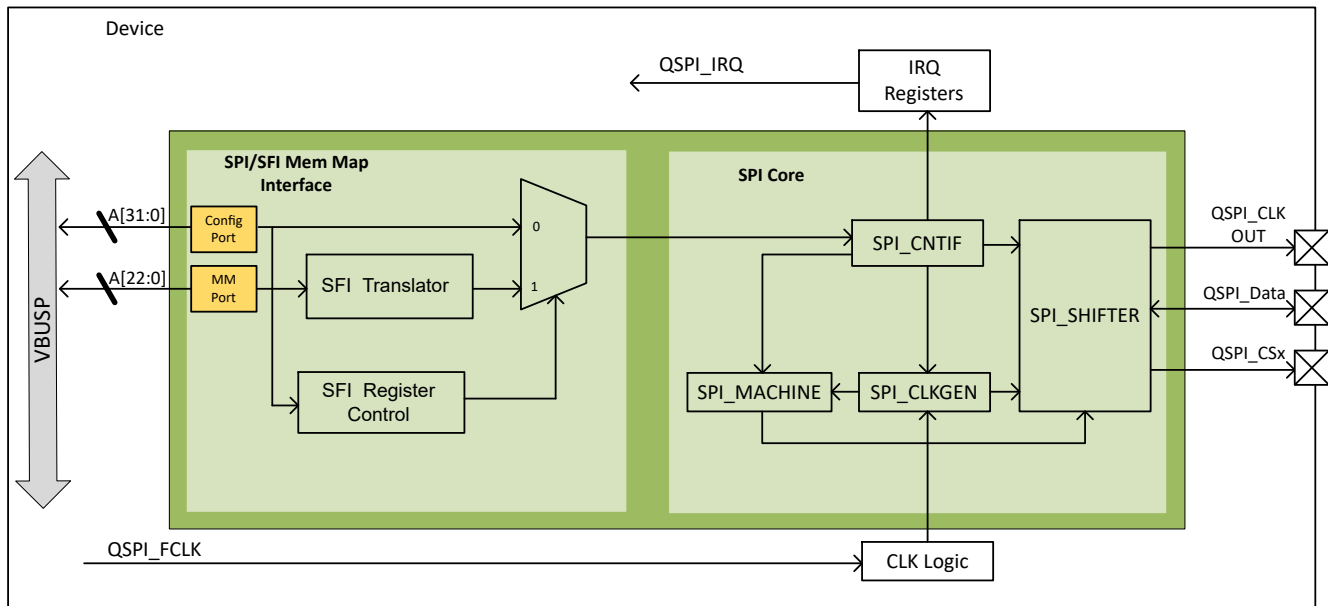 Device
QSPI_IRQ
IRQ
Registers
SPI/SFI Mem Map
Interface
SPI Core
A[31:0]
Config
Port
0
A[22:0]
MM
Port
SFI Translator
1
SFI Register
Control
VBUSP
SPI_CNTIF
SPI_SHIFTER
SPI_MACHINE
SPI_CLKGEN
QSPI_CLK
OUT
QSPI_Data
QSPI_CSx
QSPI_FCLK
CLK Logic